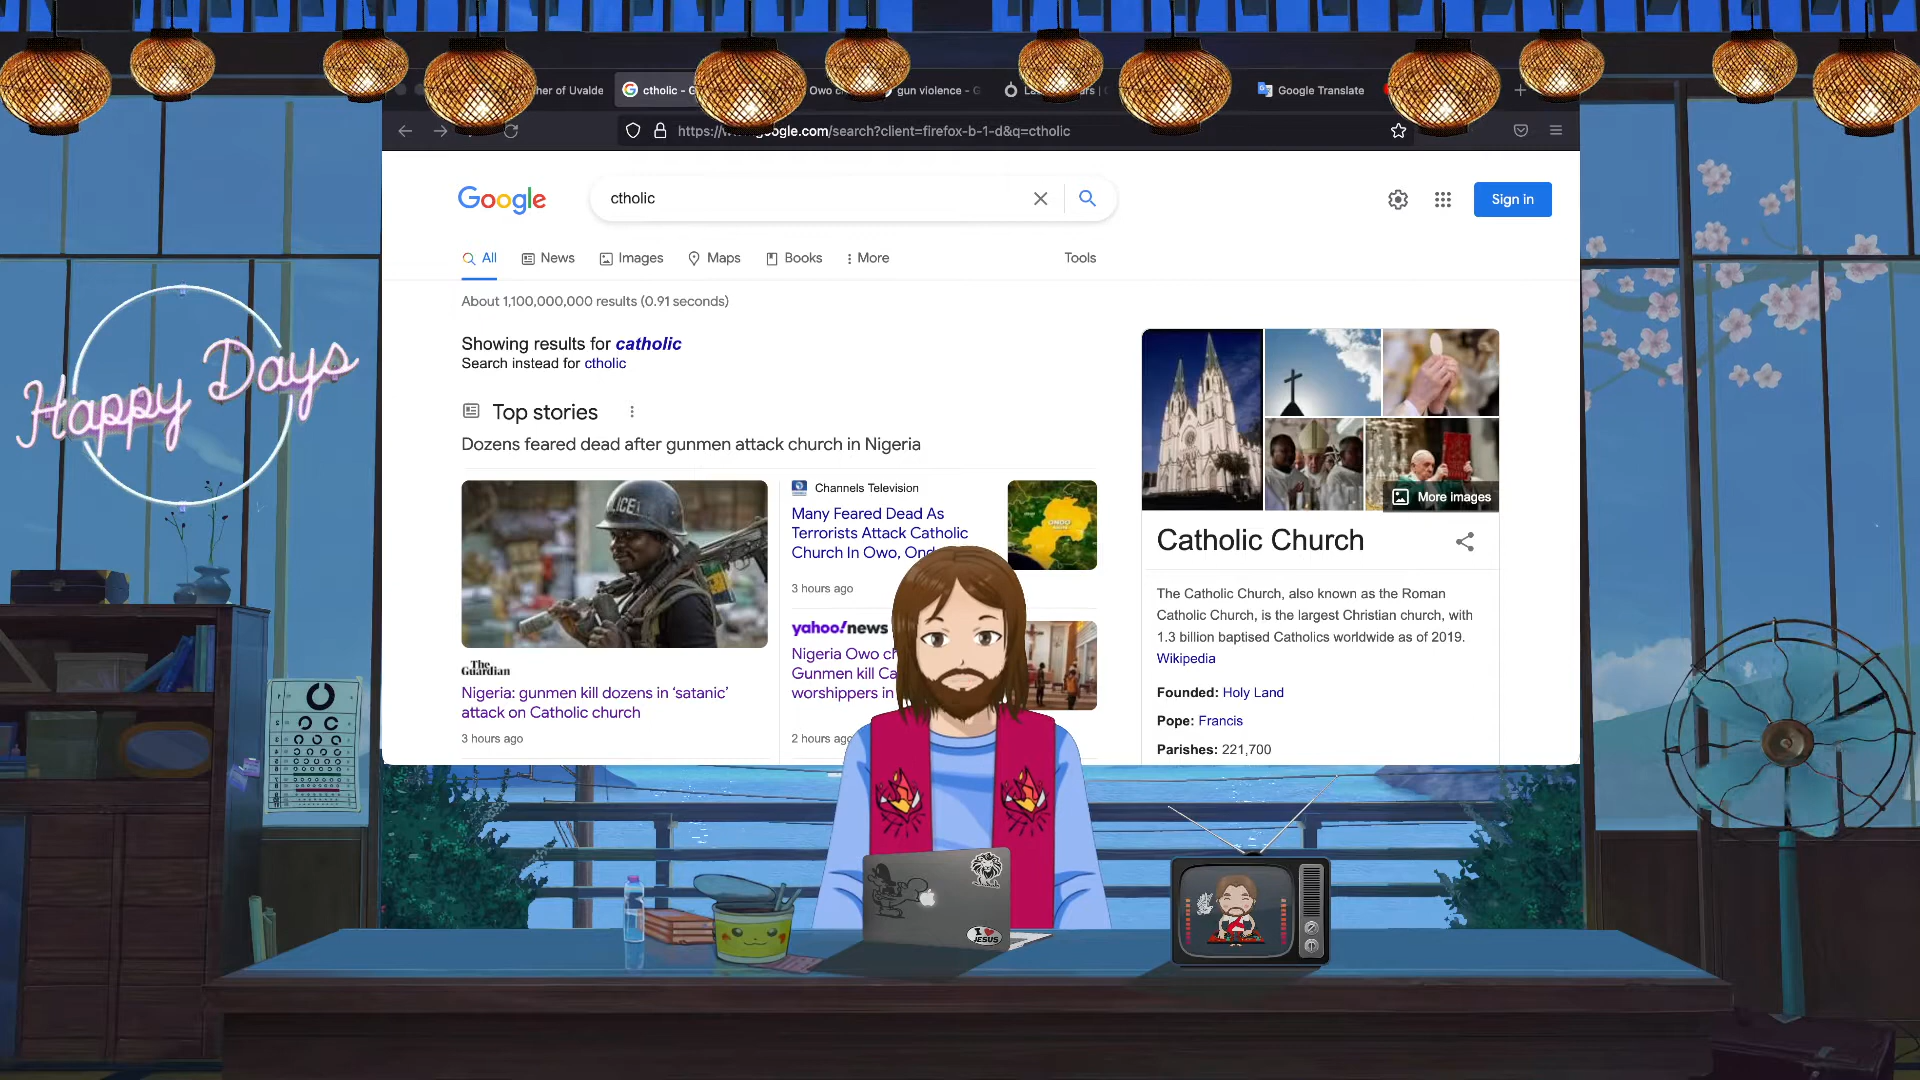 her of Uvalde
ctholic - G
Owo c
gun violence - G
Google Translate
google.com/search?client=firefox-b-1-d&q=ctholic
Google
ctholic
Sign in
All
News
Images
Maps
Books
More
Tools
About 1,100,000,000 results (0.91 seconds)
Showing results for catholic
Search instead for ctholic
Top stories
Dozens feared dead after gunmen attack church in Nigeria
The Guardian
Nigeria: gunmen kill dozens in ‘satanic’
attack on Catholic church
3 hours ago
Channels Television
Many Feared Dead As
Terrorists Attack Catholic
Church In Owo, Ond
3 hours ago
ONDO
yahoo!news
Nigeria Owo ch
Gunmen kill Ca
worshippers in
2 hours ago
More images
Catholic Church
The Catholic Church, also known as the Roman
Catholic Church, is the largest Christian church, with
1.3 billion baptised Catholics worldwide as of 2019.
Wikipedia
Founded: Holy Land
Pope: Francis
Parishes: 221,700
Happy Days
I ♥
JESUS